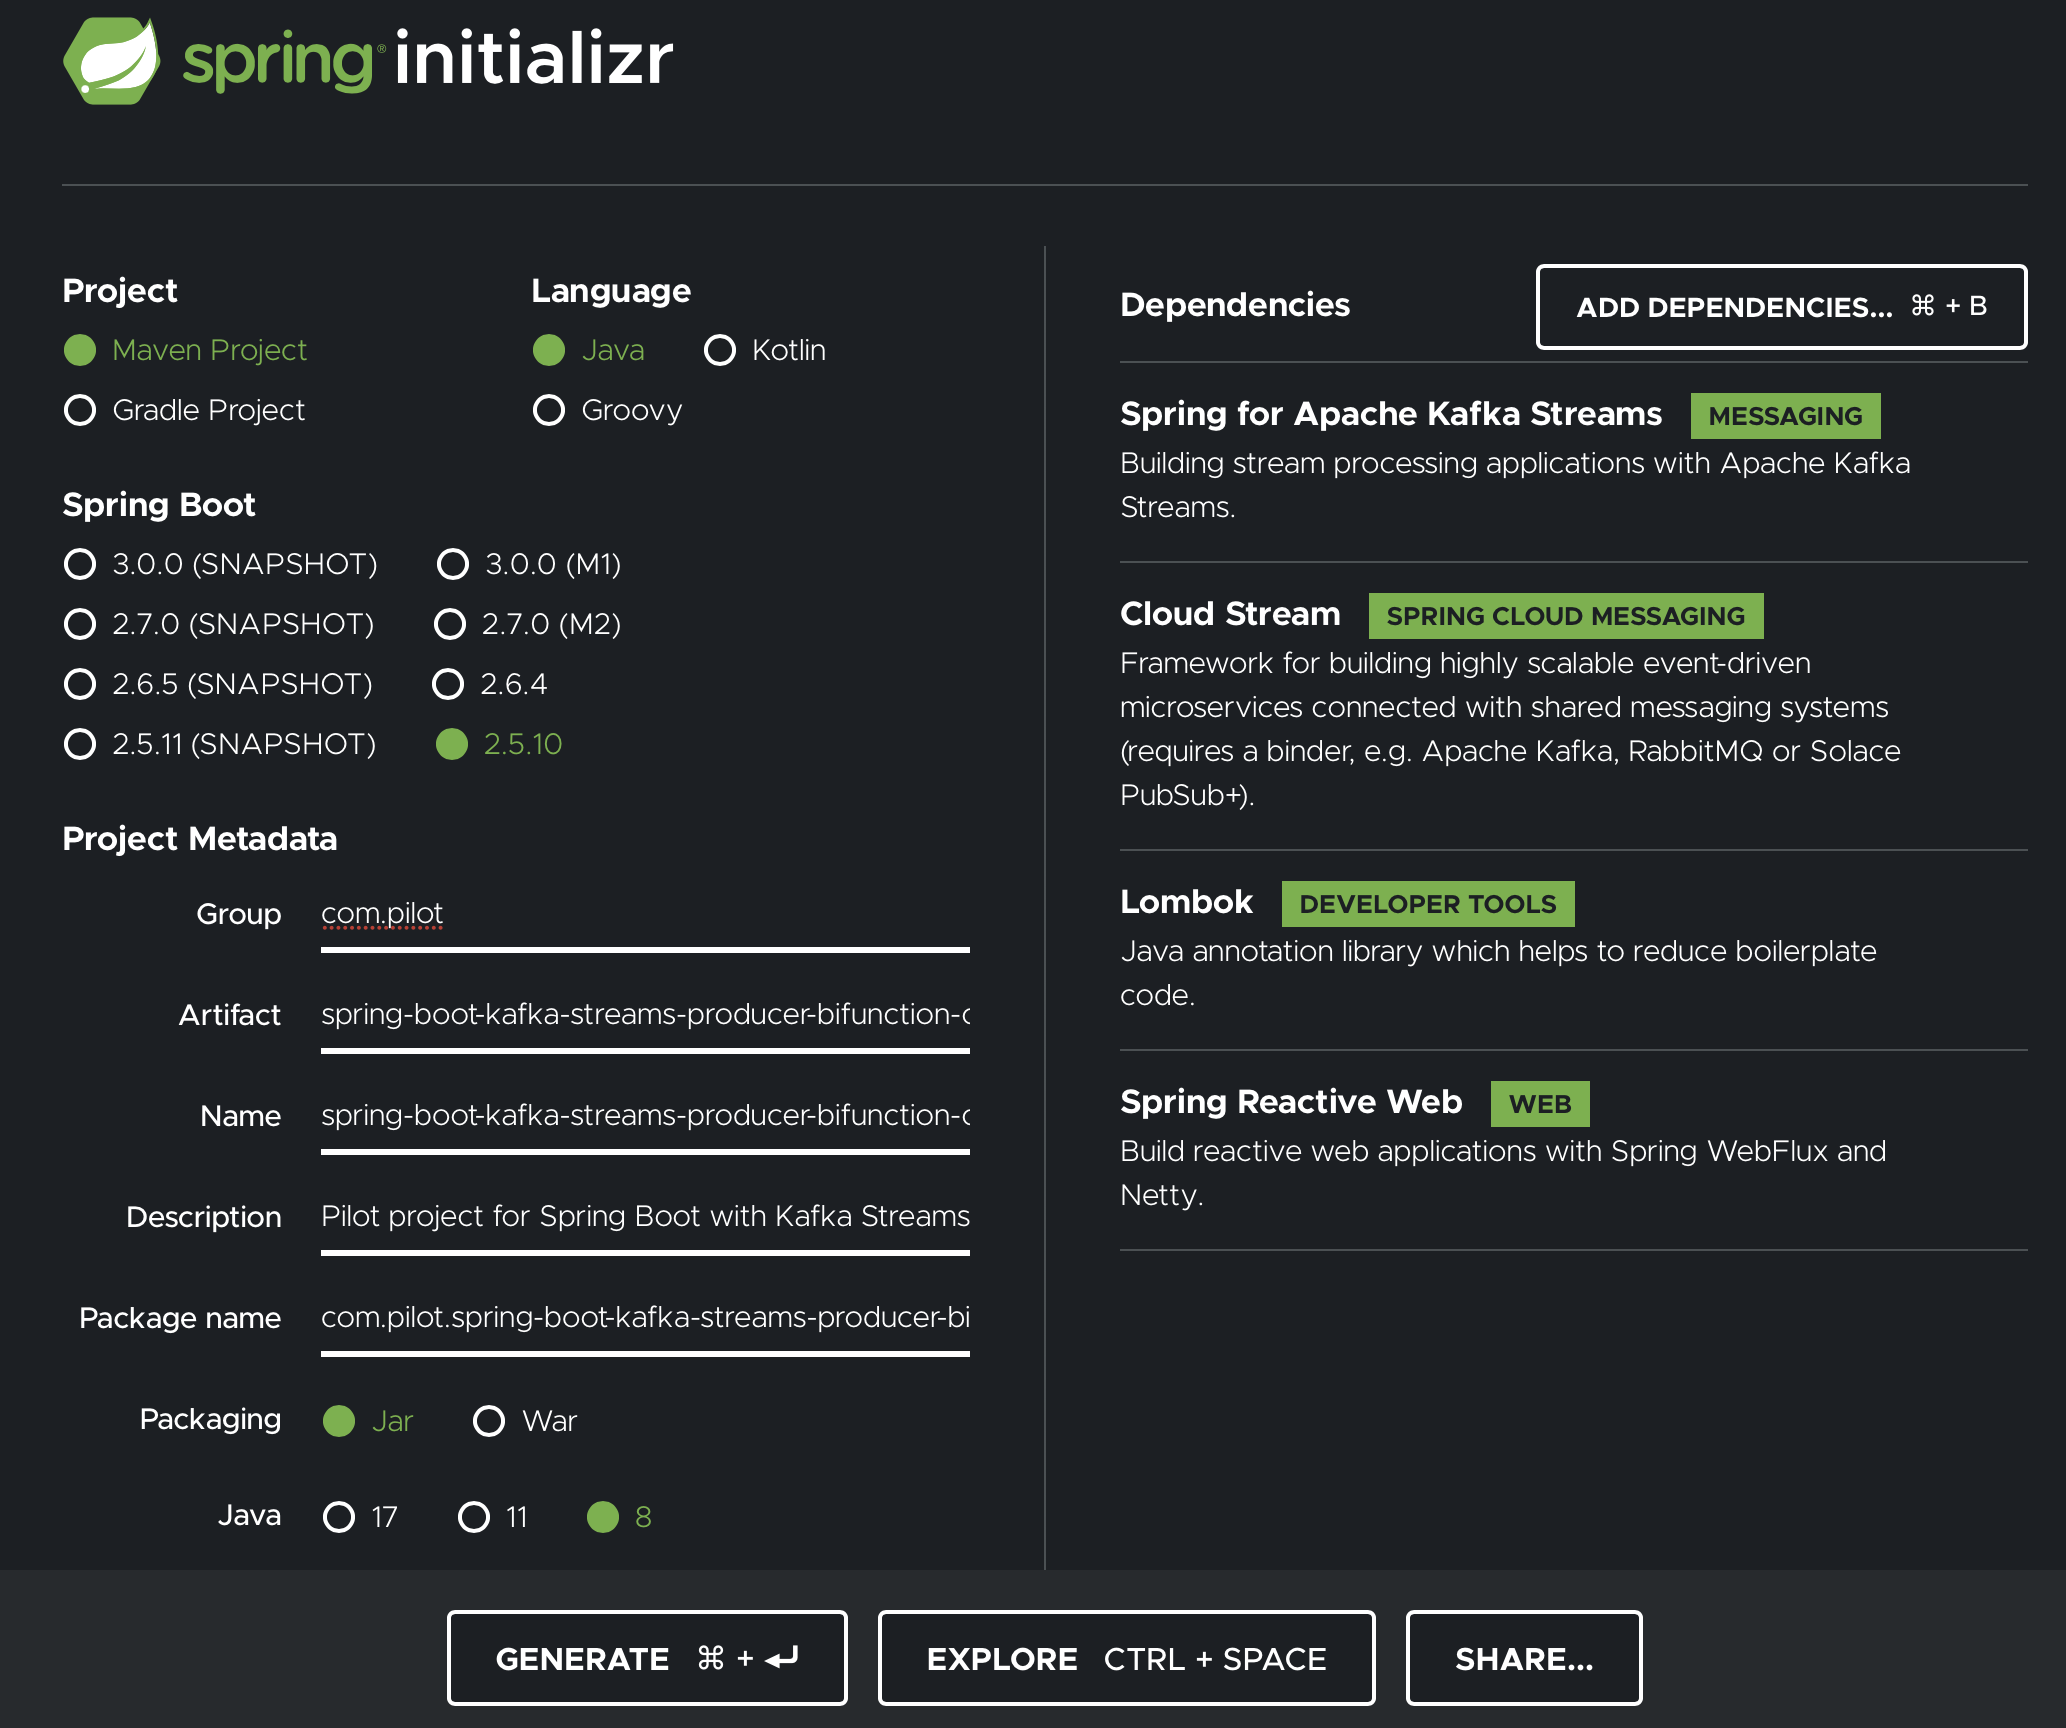 spring® initializr
Project
Maven Project
Gradle Project
Language
Java Kotlin
Groovy
Spring Boot
3.0.0 (SNAPSHOT) 3.0.0 (M1)
2.7.0 (SNAPSHOT) 2.7.0 (M2)
2.6.5 (SNAPSHOT) 2.6.4
2.5.11 (SNAPSHOT) 2.5.10
Project Metadata
Group com.pilot
Artifact spring-boot-kafka-streams-producer-bifunction-c
Name spring-boot-kafka-streams-producer-bifunction-c
Description Pilot project for Spring Boot with Kafka Streams
Package name com.pilot.spring-boot-kafka-streams-producer-bi
Packaging Jar War
Java 17 11 8
Dependencies ADD DEPENDENCIES... ⌘ + B
Spring for Apache Kafka Streams MESSAGING
Building stream processing applications with Apache Kafka
Streams.
Cloud Stream SPRING CLOUD MESSAGING
Framework for building highly scalable event-driven
microservices connected with shared messaging systems
(requires a binder, e.g. Apache Kafka, RabbitMQ or Solace
PubSub+).
Lombok DEVELOPER TOOLS
Java annotation library which helps to reduce boilerplate
code.
Spring Reactive Web WEB
Build reactive web applications with Spring WebFlux and
Netty.
GENERATE ⌘ + ↵ EXPLORE CTRL + SPACE SHARE...